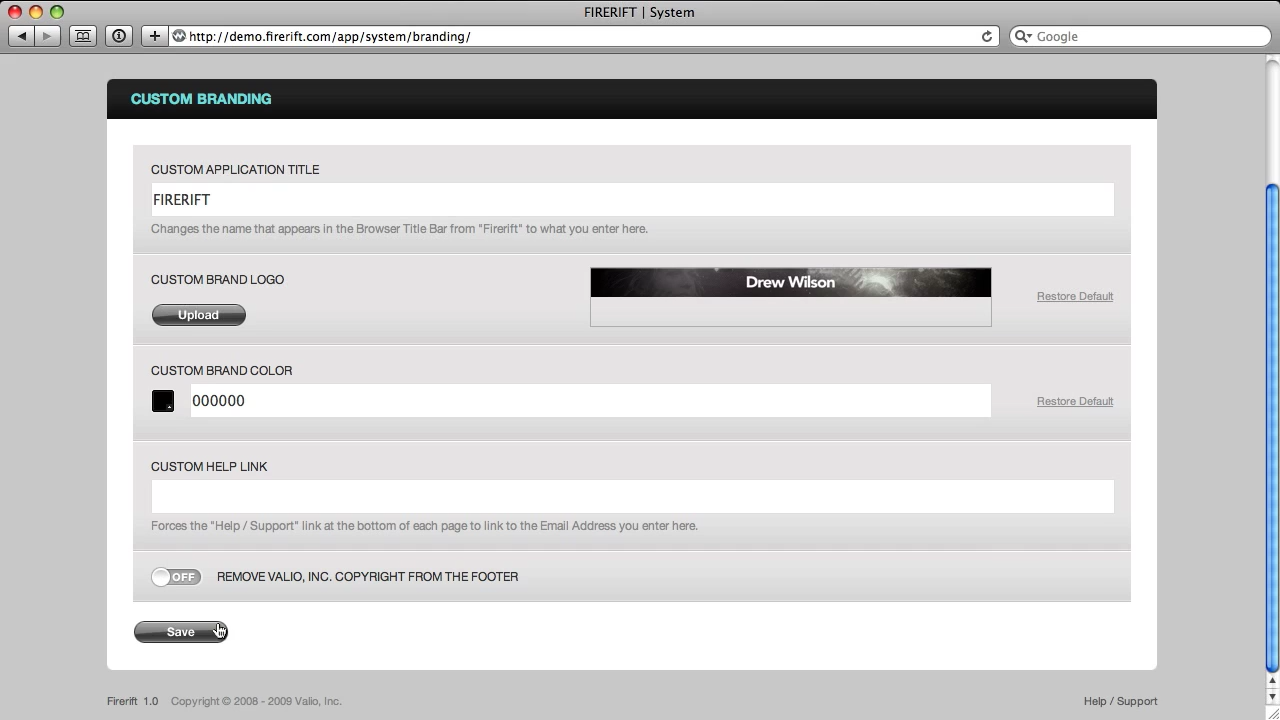 FIRERIFT | System
http://demo.firerift.com/app/system/branding/
Google
CUSTOM BRANDING
CUSTOM APPLICATION TITLE
FIRERIFT
Changes the name that appears in the Browser Title Bar from "Firerift" to what you enter here.
CUSTOM BRAND LOGO
Drew Wilson
Upload
Restore Default
CUSTOM BRAND COLOR
000000
Restore Default
CUSTOM HELP LINK
Forces the "Help / Support" link at the bottom of each page to link to the Email Address you enter here.
OFF REMOVE VALIO, INC. COPYRIGHT FROM THE FOOTER
Save
Firerift 1.0 Copyright © 2008 - 2009 Valio, Inc. Help / Support